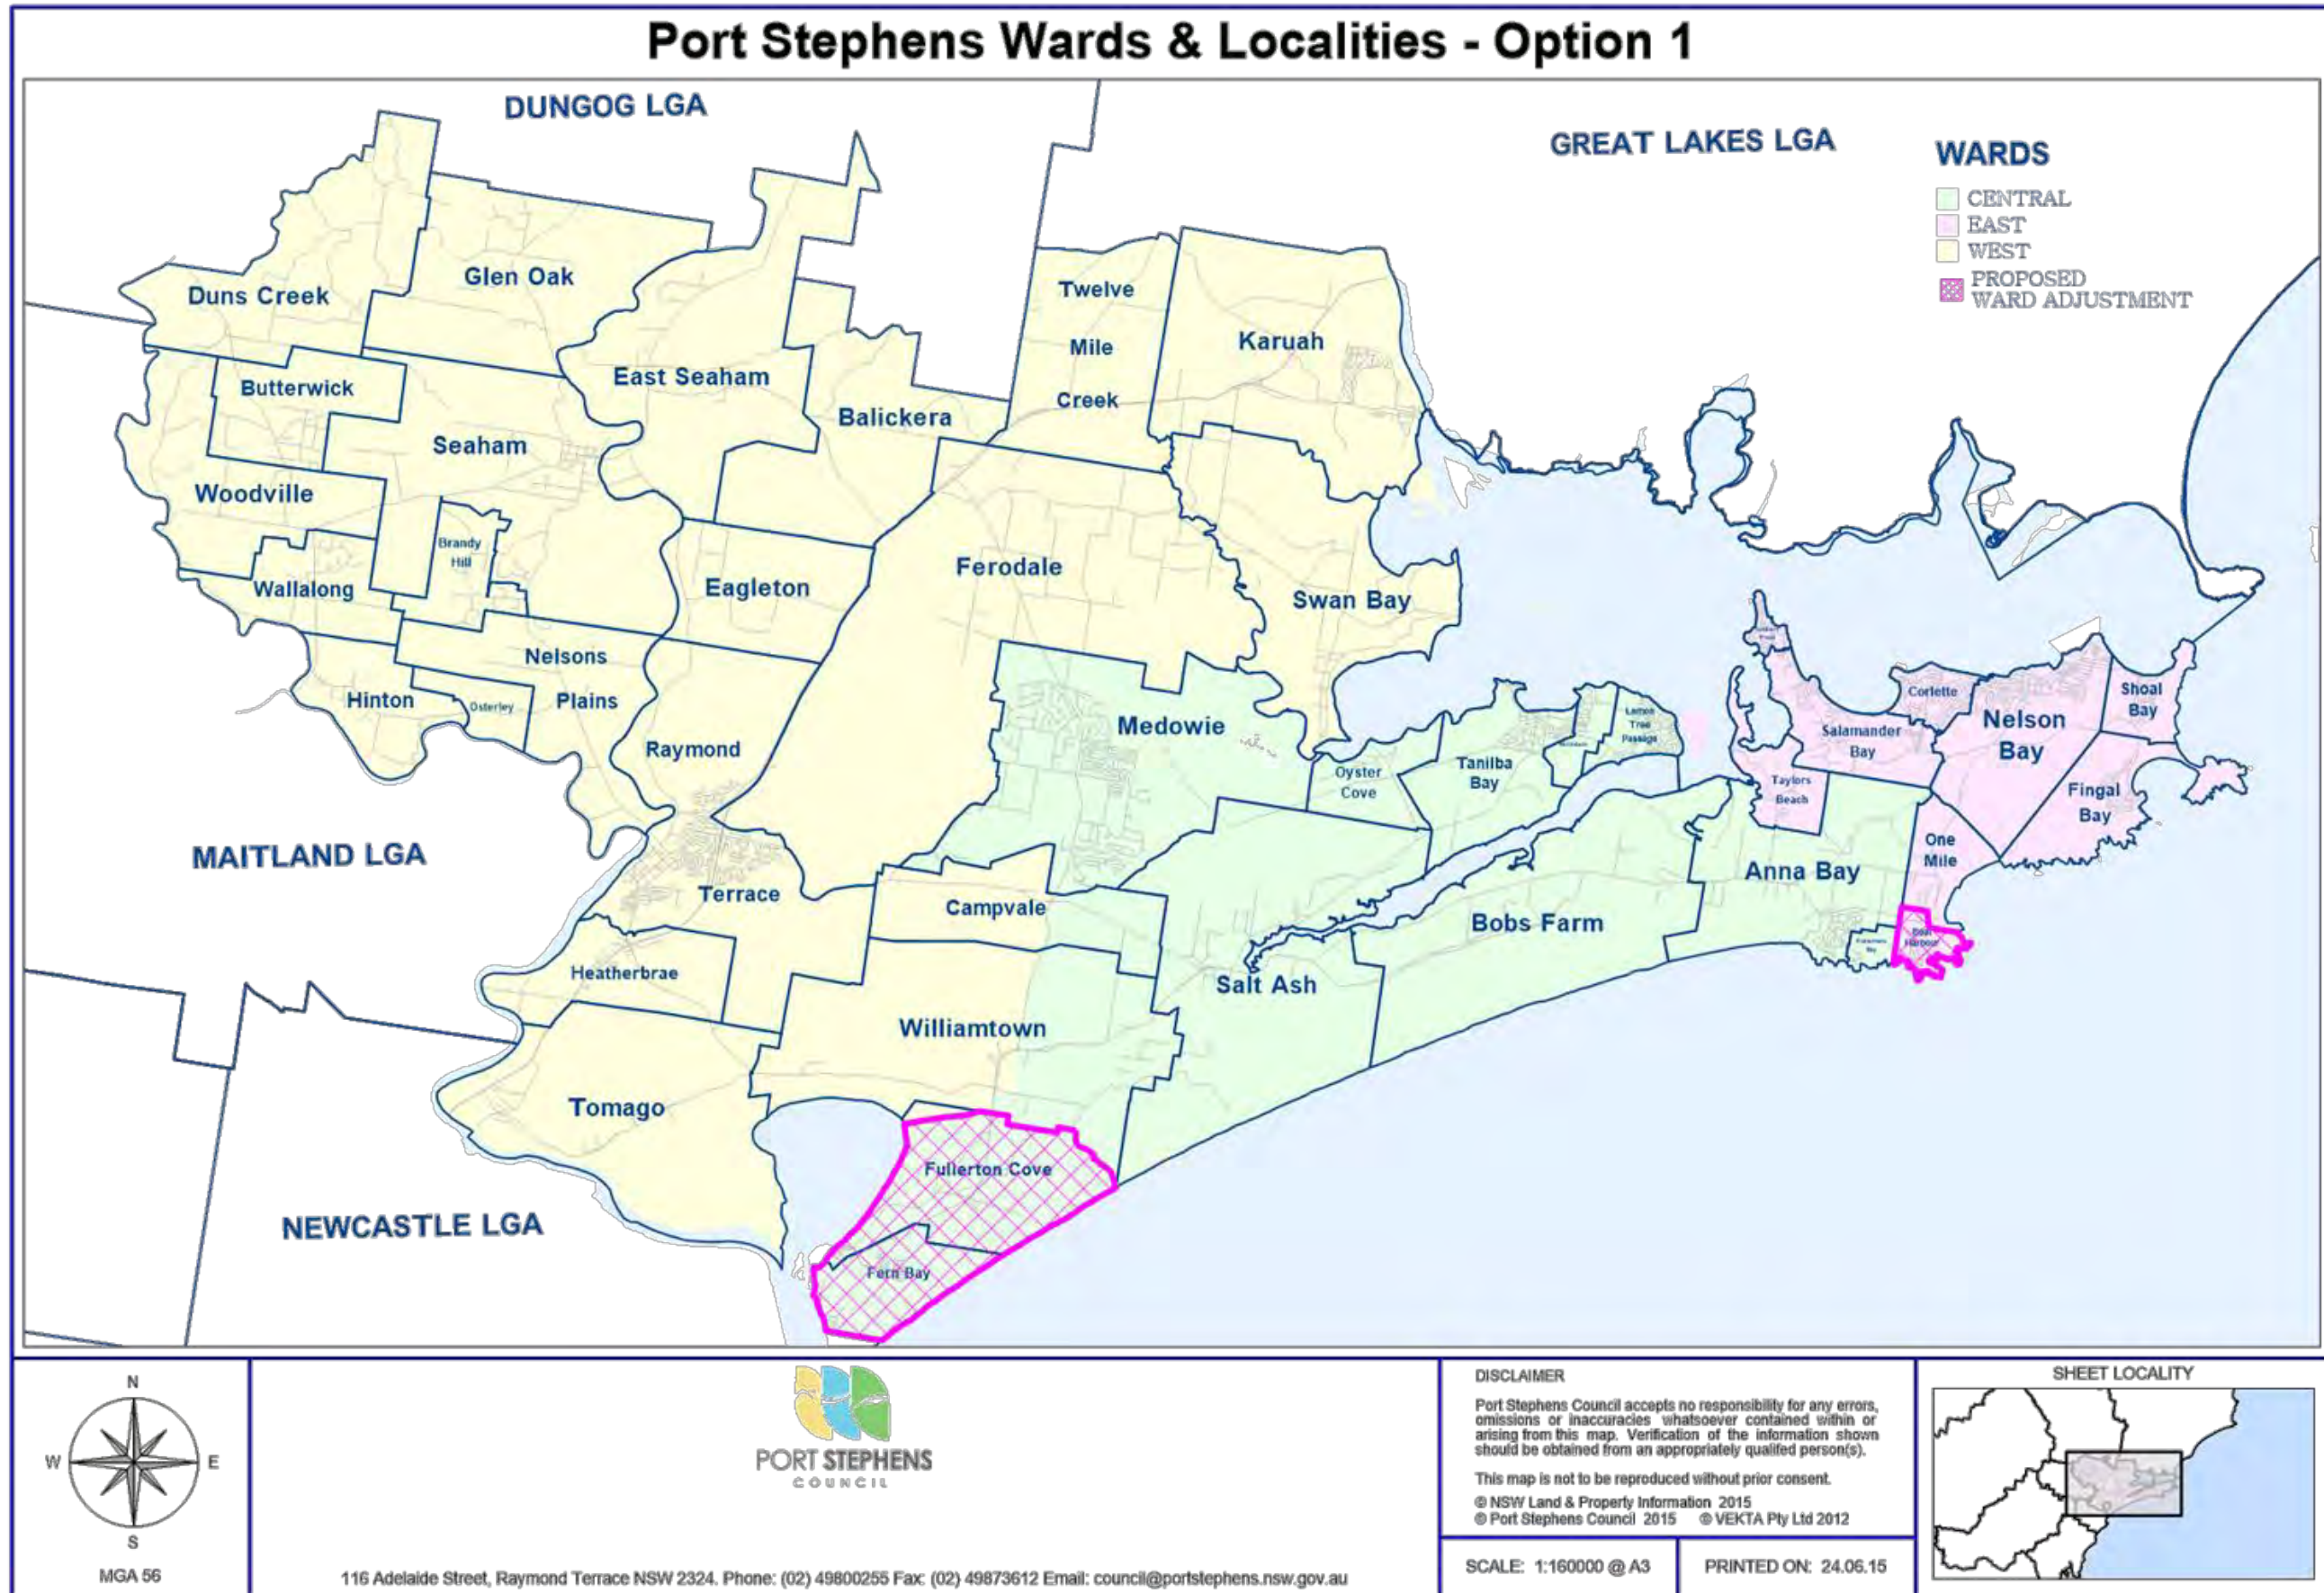 Port Stephens Wards & Localities - Option 1
DUNGOG LGA
GREAT LAKES LGA
WARDS
CENTRAL
EAST
WEST
PROPOSED
WARD ADJUSTMENT
Duns Creek
Glen Oak
Twelve
Mile
Creek
Karuah
East Seaham
Butterwick
Balickera
Seaham
Woodville
Brandy
Hill
Wallalong
Eagleton
Ferodale
Swan Bay
Nelsons
Plains
Hinton
Osterley
Raymond
Terrace
Medowie
Oyster
Cove
Tanilba
Bay
Lemon
Tree
Passage
Corlette
Salamander
Bay
Nelson
Bay
Shoal
Bay
Taylors
Beach
Fingal
Bay
One
Mile
MAITLAND LGA
Anna Bay
Campvale
Bobs Farm
Boat
Harbour
Heatherbrae
Salt Ash
Williamtown
Tomago
Fullerton Cove
NEWCASTLE LGA
Fern Bay
N
W
E
S
MGA 56
PORT STEPHENS
COUNCIL
116 Adelaide Street, Raymond Terrace NSW 2324. Phone: (02) 49800255 Fax: (02) 49873612 Email: council@portstephens.nsw.gov.au
DISCLAIMER
Port Stephens Council accepts no responsibility for any errors,
omissions or inaccuracies whatsoever contained within or
arising from this map. Verification of the information shown
should be obtained from an appropriately qualifed person(s).
This map is not to be reproduced without prior consent.
© NSW Land & Property Information 2015
© Port Stephens Council 2015 © VEKTA Pty Ltd 2012
SCALE: 1:160000 @ A3
PRINTED ON: 24.06.15
SHEET LOCALITY